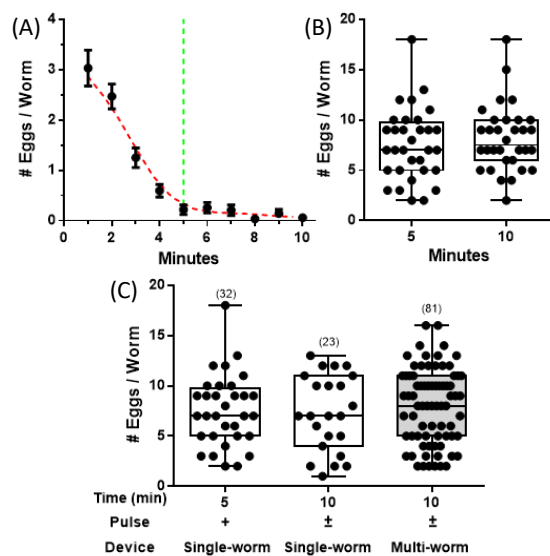 (A)
4
3
2
1
0
# Eggs / Worm
0 2 4 6 8 10
Minutes
(B)
20
15
10
5
0
# Eggs / Worm
5 10
Minutes
(C)
20
15
10
5
0
# Eggs / Worm
(32) (23) (81)
Time (min) 5 10 10
Pulse + ± ±
Device Single-worm Single-worm Multi-worm